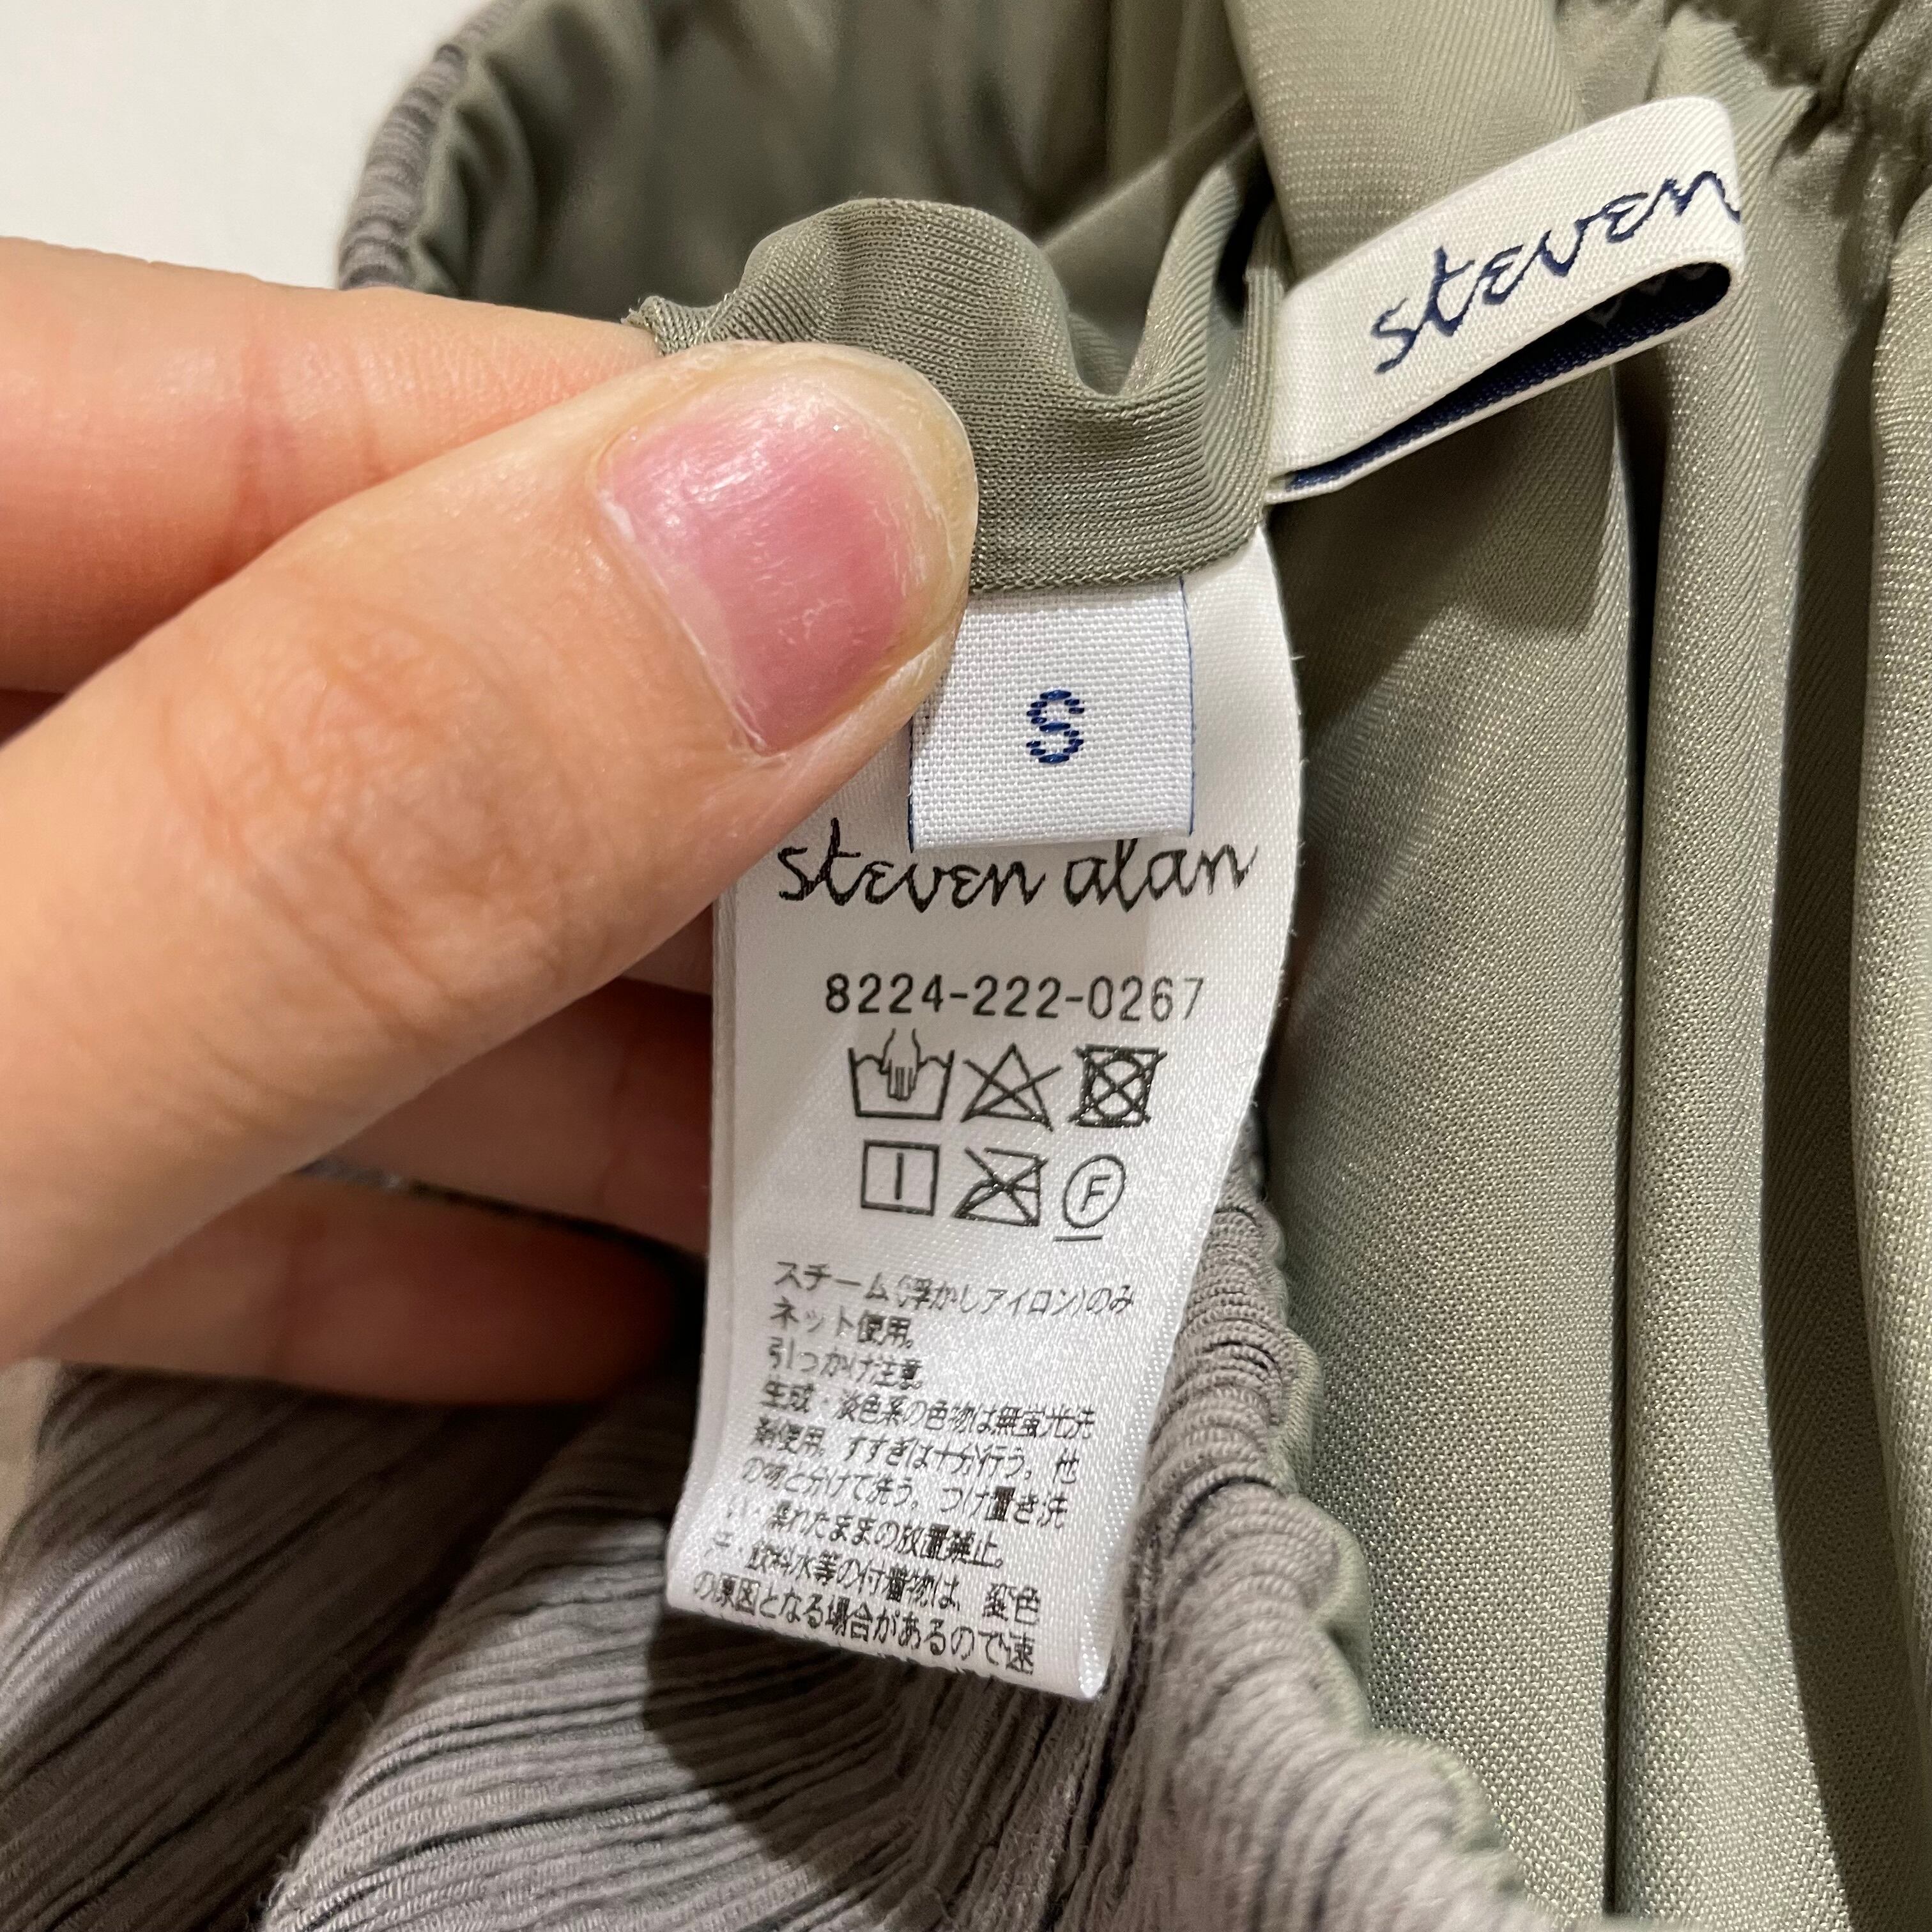 steven
S
steven alan
8224-222-0267
F
スチーム(浮かしアイロン)のみ
ネット使用。
引っかけ注意
生成・淡色系の色物は無蛍光洗
剤使用。すすぎは十分行う。他
の物と分けて洗う。つけ置き洗
い・濡れたままの放置禁止。
汗・飲料水等の付着物は、変色
の原因となる場合があるので速